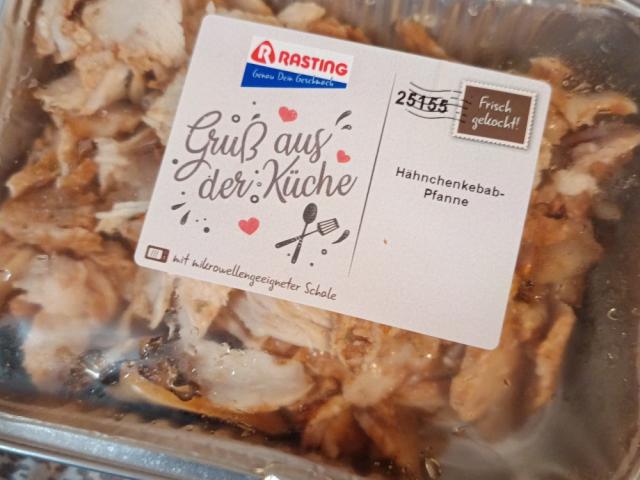 RASTING
Genau Dein Geschmack
Gruß aus
der Küche
mit mikrowellengeeigneter Schale
25155
Frisch
gekocht!
Hähnchenkebab-
Pfanne